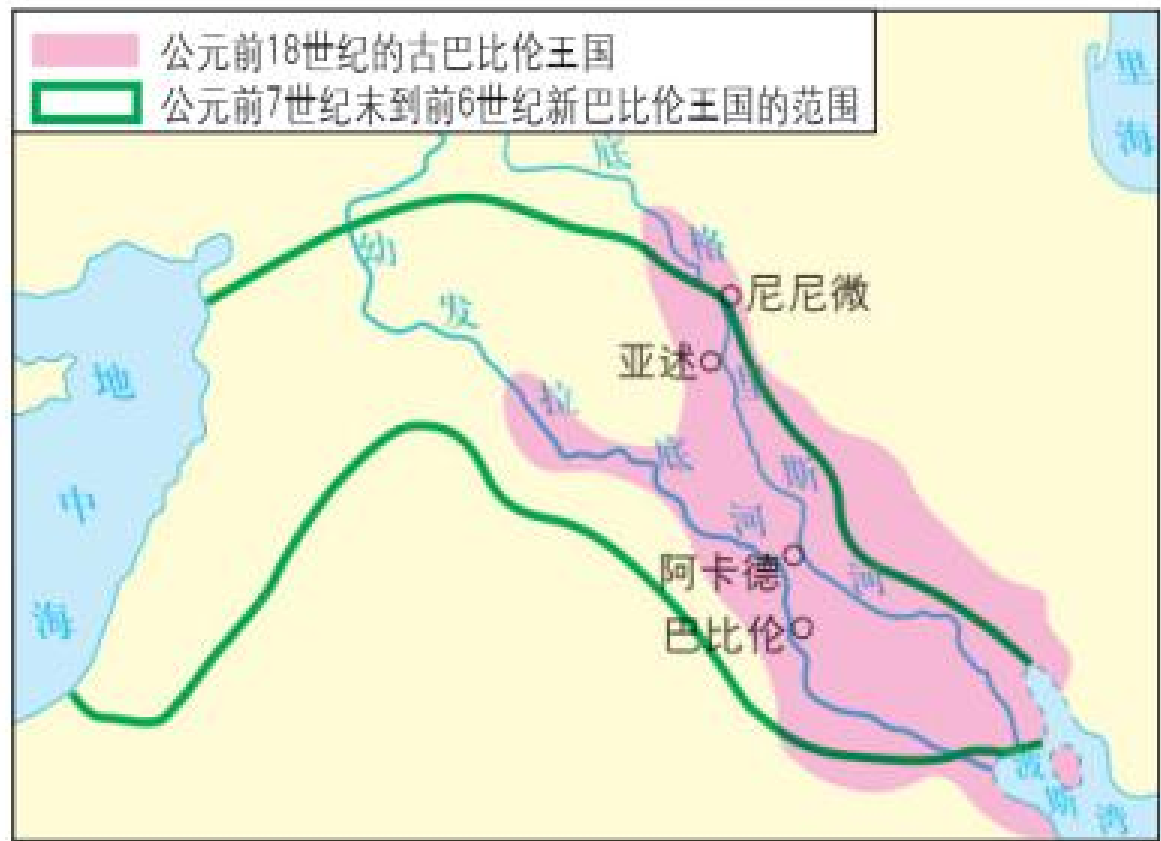 公元前18世纪的古巴比伦王国
公元前7世纪末到前6世纪新巴比伦王国的范围
里海
底格里斯河
幼发拉底河
地中海
尼尼微
亚述
阿卡德
巴比伦
波斯湾